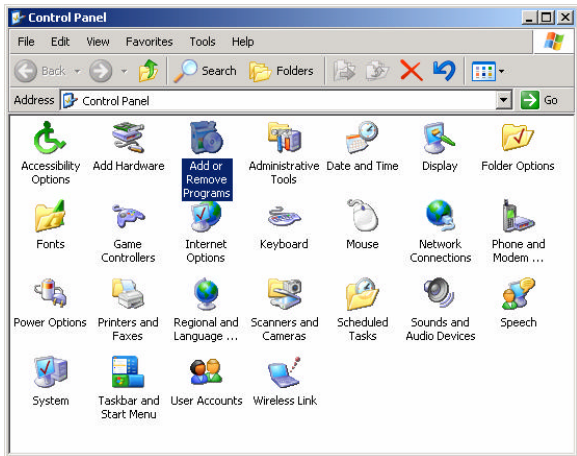 Control Panel
File Edit View Favorites Tools Help
Back Search Folders
Address Control Panel Go
Accessibility Options
Add Hardware
Add or Remove Programs
Administrative Tools
Date and Time
Display
Folder Options
Fonts
Game Controllers
Internet Options
Keyboard
Mouse
Network Connections
Phone and Modem ...
Power Options
Printers and Faxes
Regional and Language ...
Scanners and Cameras
Scheduled Tasks
Sounds and Audio Devices
Speech
System
Taskbar and Start Menu
User Accounts
Wireless Link